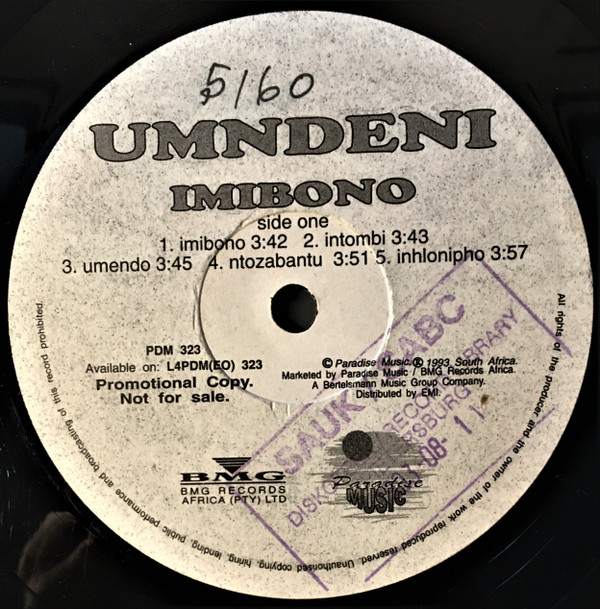 5160
UMNDENI
IMIBONO
side one
1. imibono 3:42 2. intombi 3:43
3. umendo 3:45 4. ntozabantu 3:51 5. inhlonipho 3:57
PDM 323
Available on: L4PDM(EO) 323
Promotional Copy.
Not for sale.
© Paradise Music. ℗ 1993. South Africa.
Marketed by Paradise Music / BMG Records Africa.
A Bertelsmann Music Group Company.
Distributed by EMI.
SAUK SABC
DISKO
RECORD LIBRARY
08- 11
BMG
BMG RECORDS
AFRICA (PTY) LTD
Paradise
MUSIC
All rights of the producer and the owner of the work reproduced reserved. Unauthorised copying, hiring, lending, public performance and broadcasting of this record prohibited.